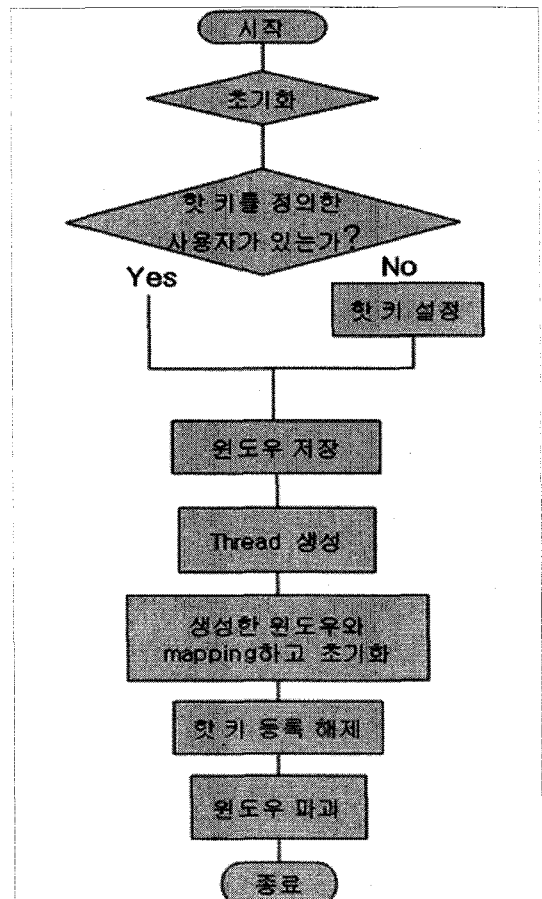 시작
초기화
핫 키를 정의한
사용자가 있는가?
Yes
No
핫 키 설정
윈도우 저장
Thread 생성
생성한 윈도우와
mapping하고 초기화
핫 키 등록 해제
윈도우 파괴
종료